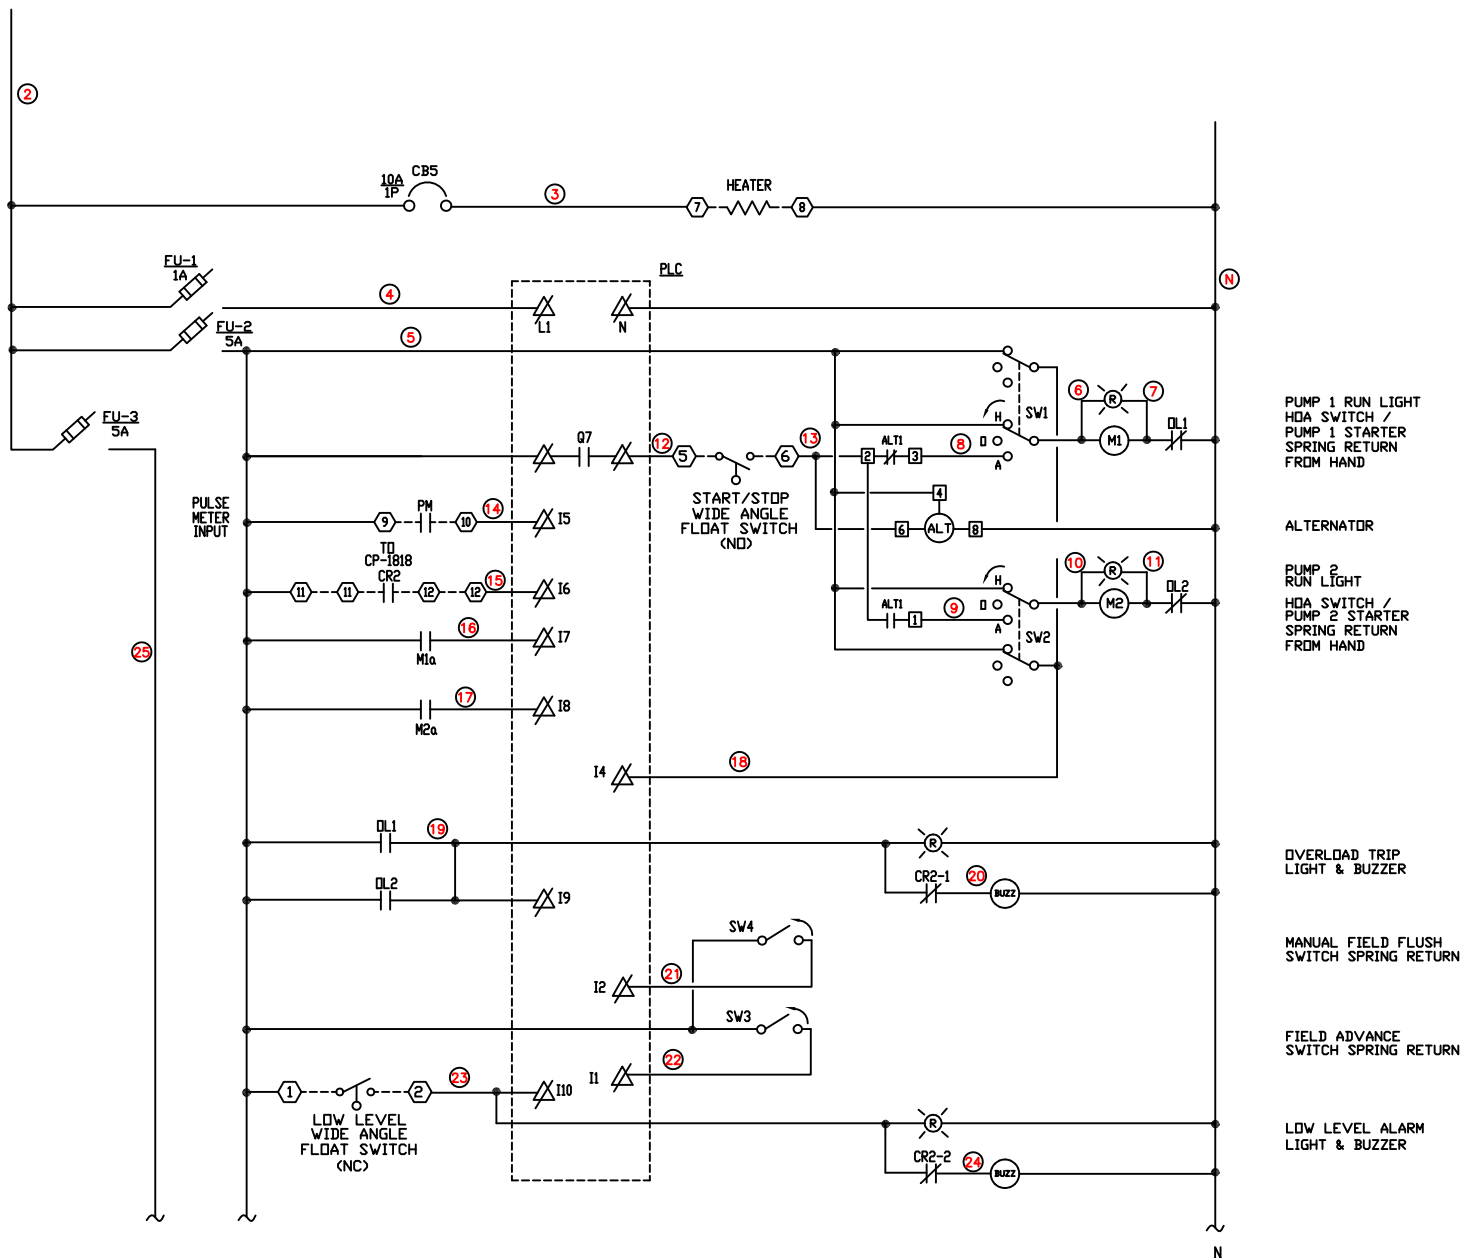 2
CB5
10A
1P
3
HEATER
7
8
FU-1
1A
PLC
N
4
L1
N
FU-2
5A
5
FU-3
5A
SW1
H
O
A
6
R
7
M1
OL1
PUMP 1 RUN LIGHT
HOA SWITCH /
PUMP 1 STARTER
SPRING RETURN
FROM HAND
Q7
12
5
6
13
2
ALT1
3
8
START/STOP
WIDE ANGLE
FLOAT SWITCH
(NO)
PULSE
METER
INPUT
9
PM
10
14
I5
4
6
ALT
8
ALTERNATOR
TO
CP-1818
CR2
11
11
12
12
15
I6
H
O
A
10
R
11
M2
OL2
PUMP 2
RUN LIGHT
HOA SWITCH /
PUMP 2 STARTER
SPRING RETURN
FROM HAND
ALT1
1
9
SW2
16
I7
M1a
25
17
I8
M2a
I4
18
OL1
19
R
OL2
I9
CR2-1
20
BUZZ
OVERLOAD TRIP
LIGHT & BUZZER
SW4
I2
21
MANUAL FIELD FLUSH
SWITCH SPRING RETURN
SW3
I1
22
FIELD ADVANCE
SWITCH SPRING RETURN
1
2
23
I10
LOW LEVEL
WIDE ANGLE
FLOAT SWITCH
(NC)
R
CR2-2
24
BUZZ
LOW LEVEL ALARM
LIGHT & BUZZER
N